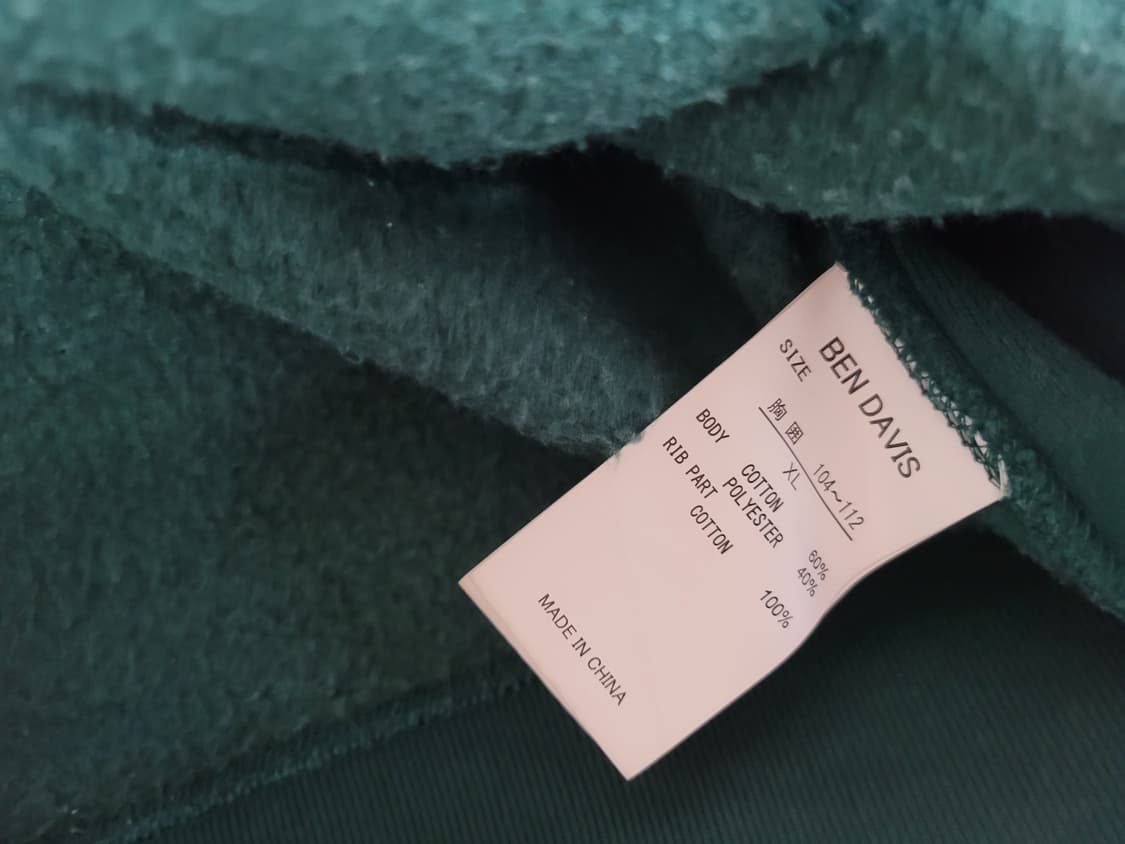 BEN DAVIS
SIZE
胸囲 104~112
XL
BODY
COTTON 60%
POLYESTER 40%
RIB PART
COTTON 100%
MADE IN CHINA